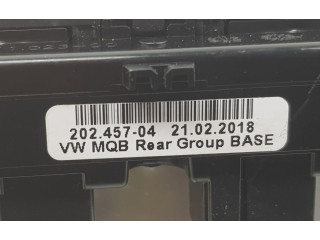 202.457-04 21.02.2018
VW MQB Rear Group BASE